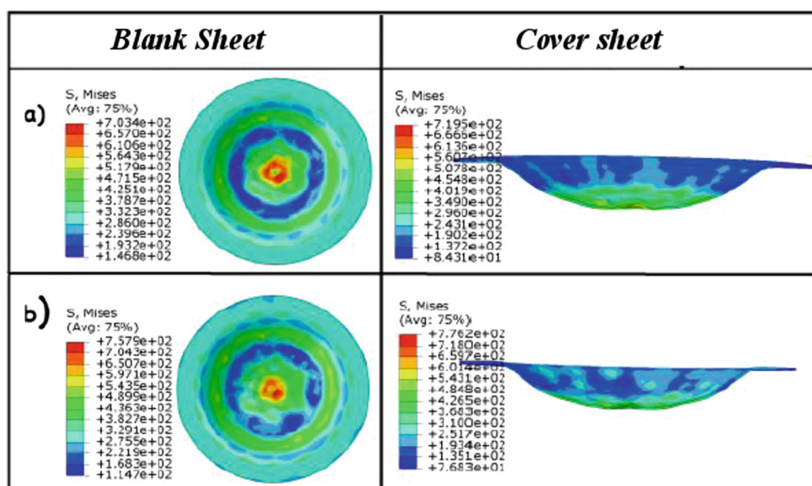 Blank Sheet
Cover sheet
a)
S, Mises
(Avg: 75%)
+7.034e+02
+6.570e+02
+6.106e+02
+5.643e+02
+5.179e+02
+4.715e+02
+4.251e+02
+3.787e+02
+3.323e+02
+2.860e+02
+2.396e+02
+1.932e+02
+1.468e+02
S, Mises
(Avg: 75%)
+7.195e+02
+6.666e+02
+6.136e+02
+5.607e+02
+5.078e+02
+4.548e+02
+4.019e+02
+3.490e+02
+2.960e+02
+2.431e+02
+1.902e+02
+1.372e+02
+8.431e+01
b)
S, Mises
(Avg: 75%)
+7.579e+02
+7.043e+02
+6.507e+02
+5.971e+02
+5.435e+02
+4.899e+02
+4.363e+02
+3.827e+02
+3.291e+02
+2.755e+02
+2.219e+02
+1.683e+02
+1.147e+02
S, Mises
(Avg: 75%)
+7.762e+02
+7.180e+02
+6.597e+02
+6.014e+02
+5.431e+02
+4.848e+02
+4.265e+02
+3.683e+02
+3.100e+02
+2.517e+02
+1.934e+02
+1.351e+02
+7.683e+01